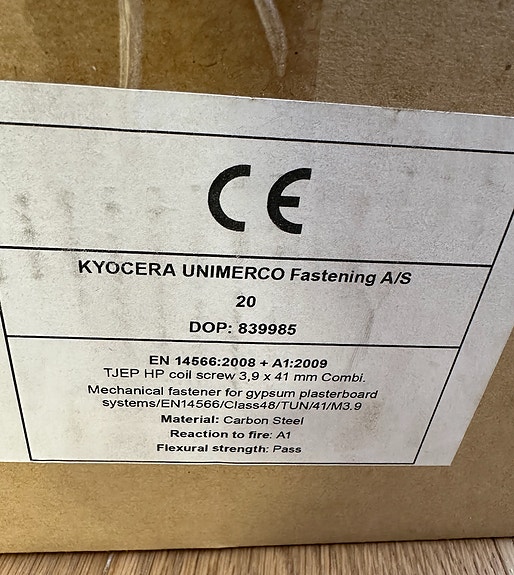 CE
KYOCERA UNIMERCO Fastening A/S
20
DOP: 839985
EN 14566:2008 + A1:2009
TJEP HP coil screw 3,9 x 41 mm Combi.
Mechanical fastener for gypsum plasterboard
systems/EN14566/Class48/TUN/41/M3.9
Material: Carbon Steel
Reaction to fire: A1
Flexural strength: Pass